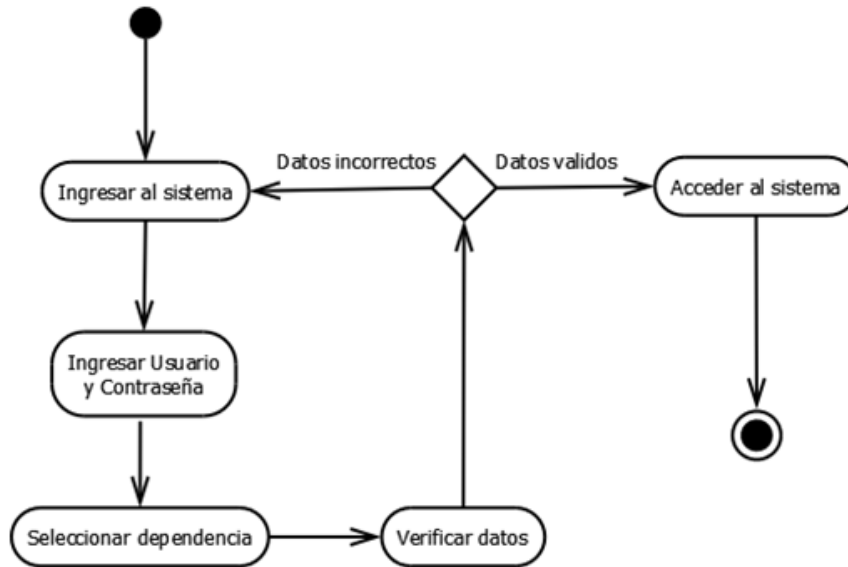 Datos incorrectos
Datos validos
Ingresar al sistema
Acceder al sistema
Ingresar Usuario
y Contraseña
Seleccionar dependencia
Verificar datos